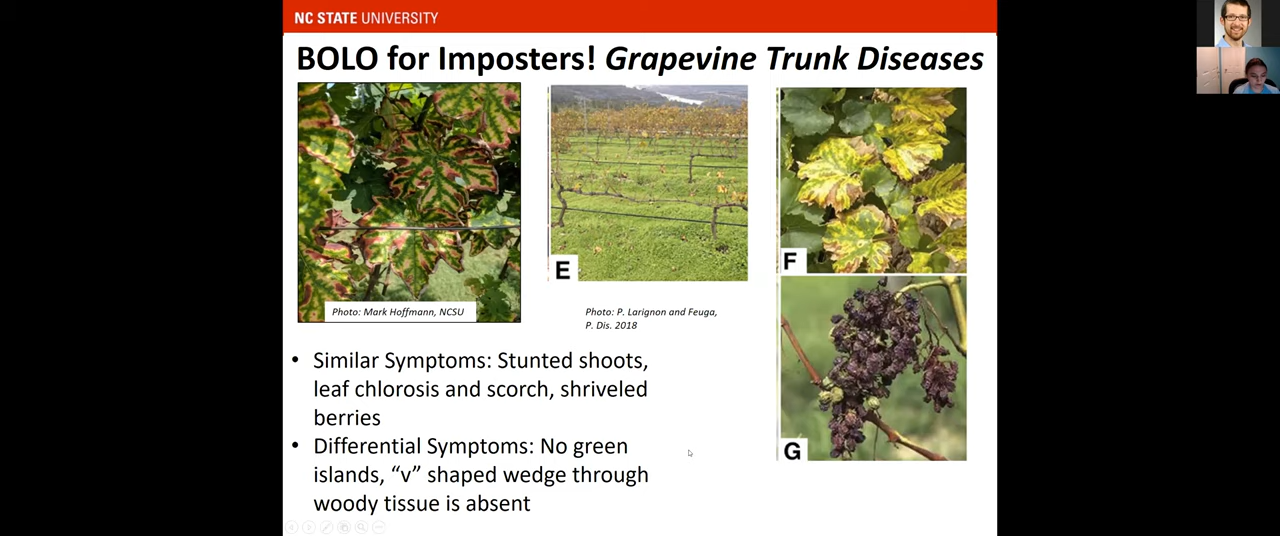 NC STATE UNIVERSITY
BOLO for Imposters! Grapevine Trunk Diseases
Photo: Mark Hoffmann, NCSU
E
Photo: P. Larignon and Feuga,
P. Dis. 2018
F
G
• Similar Symptoms: Stunted shoots,
leaf chlorosis and scorch, shriveled
berries
• Differential Symptoms: No green
islands, “v” shaped wedge through
woody tissue is absent